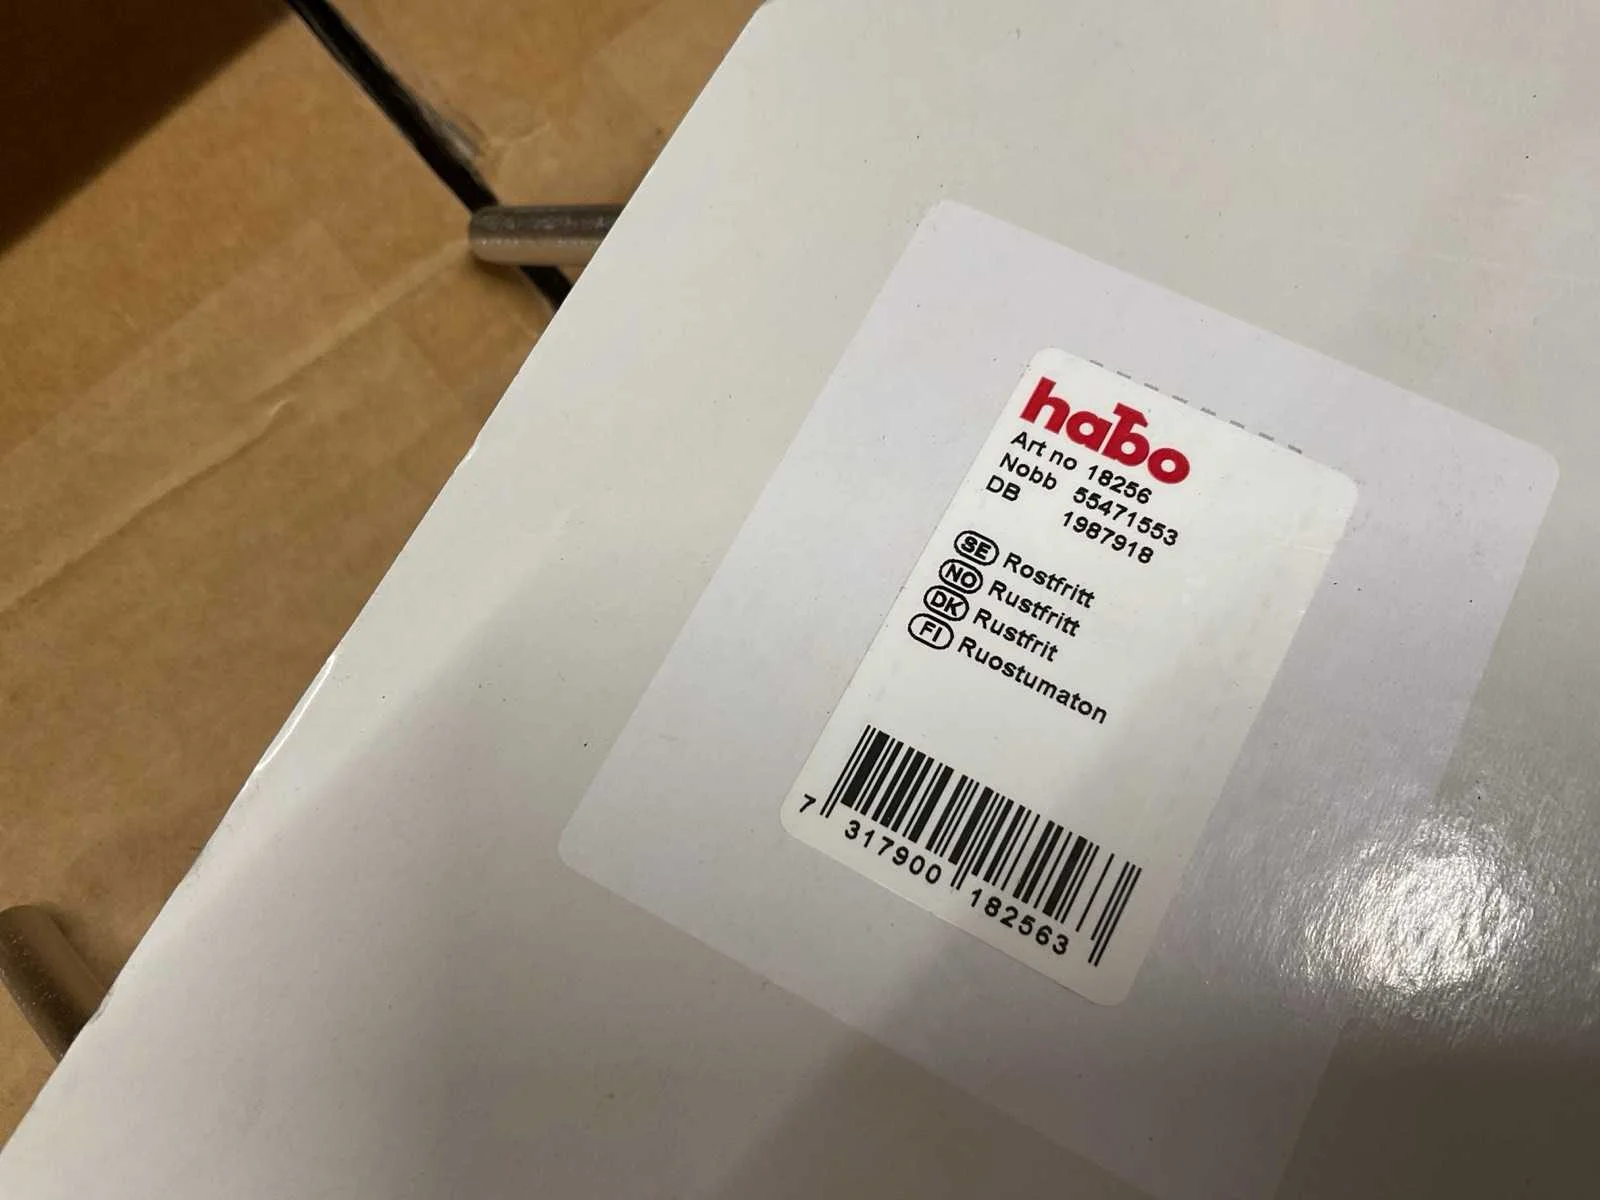 habo
Art no 18256
Nobb 55471553
DB 1987918
SE Rostfritt
NO Rustfritt
DK Rustfrit
FI Ruostumaton
7 317900 182563